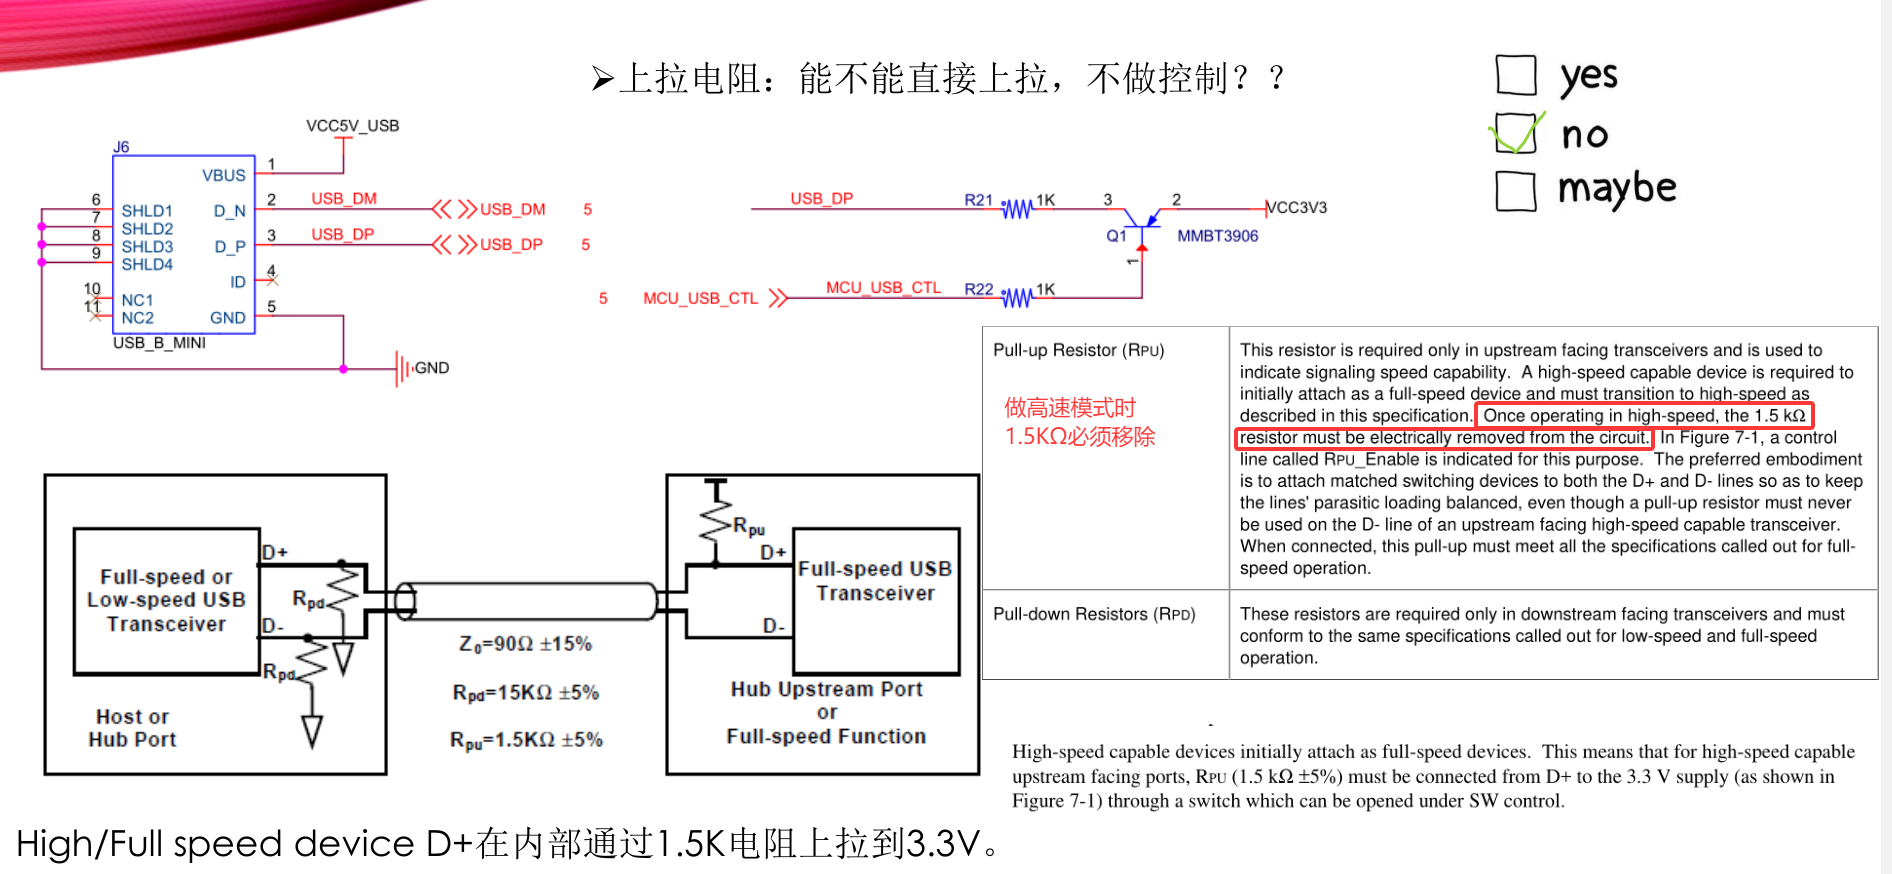 ➢上拉电阻：能不能直接上拉，不做控制？？
yes
no
maybe
VCC5V_USB
J6
VBUS 1
D_N 2 USB_DM USB_DM 5
D_P 3 USB_DP USB_DP 5
ID 4
GND 5
6 SHLD1
7 SHLD2
8 SHLD3
9 SHLD4
10 NC1
11 NC2
USB_B_MINI
GND
USB_DP R21 1K 3 2 VCC3V3
Q1 MMBT3906
1
5 MCU_USB_CTL MCU_USB_CTL R22 1K
Pull-up Resistor (RPU)
做高速模式时
1.5KΩ必须移除
This resistor is required only in upstream facing transceivers and is used to
indicate signaling speed capability. A high-speed capable device is required to
initially attach as a full-speed device and must transition to high-speed as
described in this specification. Once operating in high-speed, the 1.5 kΩ
resistor must be electrically removed from the circuit. In Figure 7-1, a control
line called RPU_Enable is indicated for this purpose. The preferred embodiment
is to attach matched switching devices to both the D+ and D- lines so as to keep
the lines' parasitic loading balanced, even though a pull-up resistor must never
be used on the D- line of an upstream facing high-speed capable transceiver.
When connected, this pull-up must meet all the specifications called out for full-
speed operation.
Pull-down Resistors (RPD)
These resistors are required only in downstream facing transceivers and must
conform to the same specifications called out for low-speed and full-speed
operation.
Full-speed or
Low-speed USB
Transceiver
D+
D-
Rpd
Rpd
Host or
Hub Port
Z0=90Ω ±15%
Rpd=15KΩ ±5%
Rpu=1.5KΩ ±5%
Rpu
D+
D-
Full-speed USB
Transceiver
Hub Upstream Port
or
Full-speed Function
High-speed capable devices initially attach as full-speed devices. This means that for high-speed capable
upstream facing ports, RPU (1.5 kΩ ±5%) must be connected from D+ to the 3.3 V supply (as shown in
Figure 7-1) through a switch which can be opened under SW control.
High/Full speed device D+在内部通过1.5K电阻上拉到3.3V。